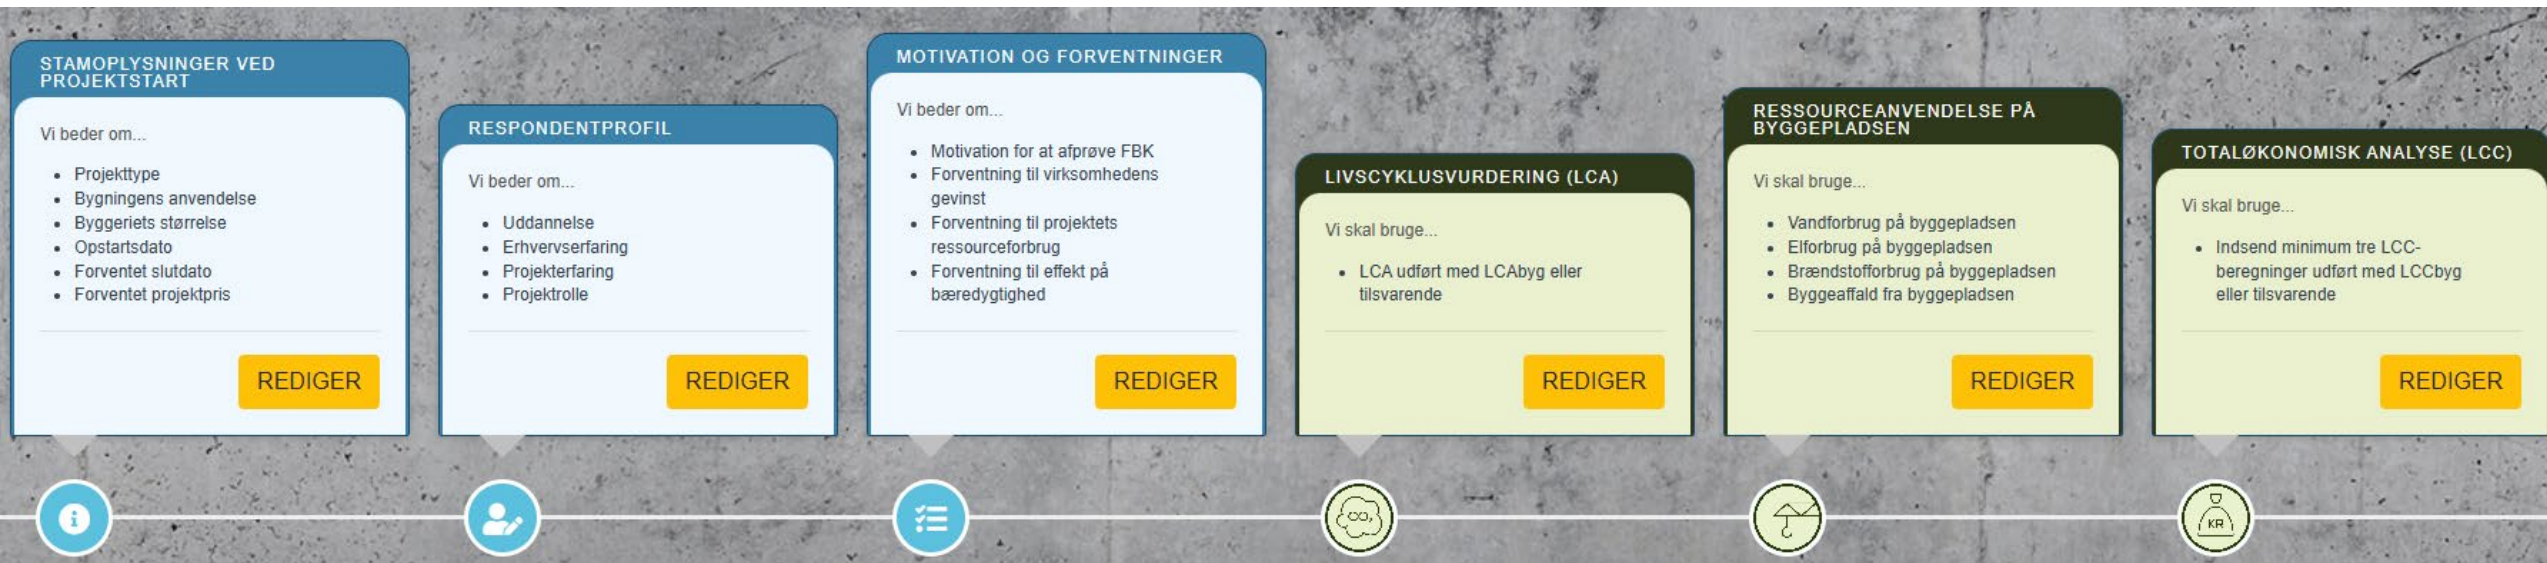 STAMOPLYSNINGER VED
PROJEKTSTART
Vi beder om...
Projekttype
Bygningens anvendelse
Byggeriets størrelse
Opstartsdato
Forventet slutdato
Forventet projektpris
REDIGER
RESPONDENTPROFIL
Vi beder om...
Uddannelse
Erhvervserfaring
Projekterfaring
Projektrolle
REDIGER
MOTIVATION OG FORVENTNINGER
Vi beder om...
Motivation for at afprøve FBK
Forventning til virksomhedens
gevinst
Forventning til projektets
ressourceforbrug
Forventning til effekt på
bæredygtighed
REDIGER
LIVSCYKLUSVURDERING (LCA)
Vi skal bruge...
LCA udført med LCAbyg eller
tilsvarende
REDIGER
RESSOURCEANVENDELSE PÅ
BYGGEPLADSEN
Vi skal bruge...
Vandforbrug på byggepladsen
Elforbrug på byggepladsen
Brændstofforbrug på byggepladsen
Byggeaffald fra byggepladsen
REDIGER
TOTALØKONOMISK ANALYSE (LCC)
Vi skal bruge...
Indsend minimum tre LCC-
beregninger udført med LCCbyg
eller tilsvarende
REDIGER
CO₂
KR